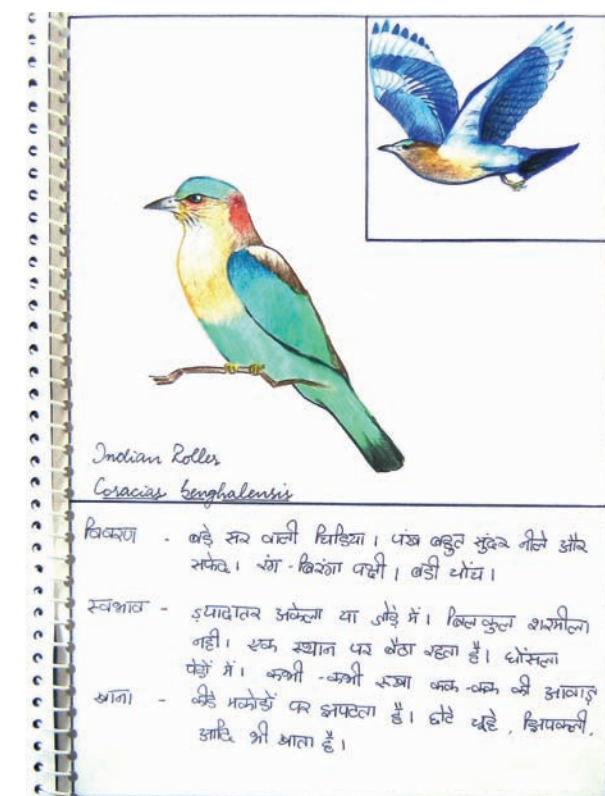 Indian Roller
Coracias benghalensis
विवरण - बड़े सर वाली चिडिया। पंख बहुत सुंदर नीले और
सफेद। रंग-बिरंगा पक्षी। बडी चोंच।
स्वभाव - ज़्यादातर अकेला या जोड़े में। बिलकुल शरमीला
नही। एक स्थान पर बैठा रहता है। घोंसला
पेड़ों में। कभी-कभी रूखा कक-कक की आवाज़
खाना - कीडे मकोडों पर झपटता है। छोटे चूहे, छिपकली,
आदि भी खाता है।